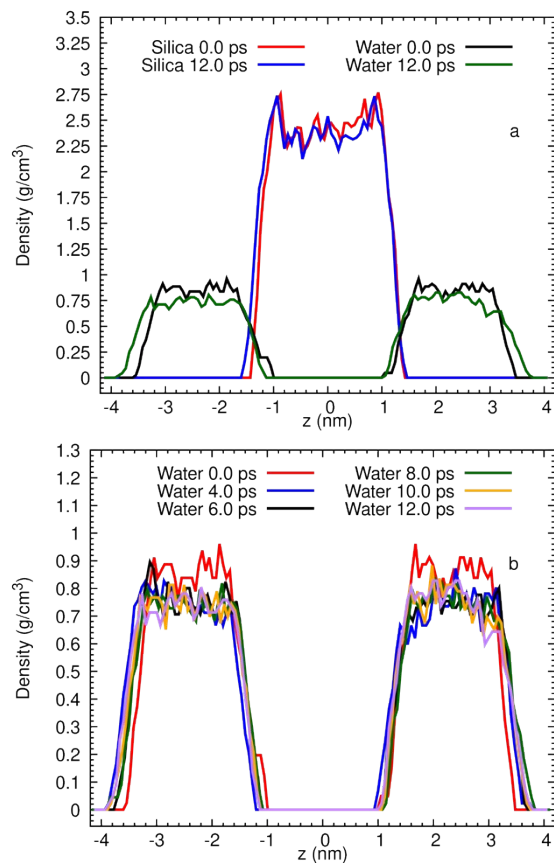 3.5
3.25
3
2.75
2.5
2.25
2
1.75
1.5
1.25
1
0.75
0.5
0.25
0
Density (g/cm³)
Silica 0.0 ps
Silica 12.0 ps
Water 0.0 ps
Water 12.0 ps
a
-4 -3 -2 -1 0 1 2 3 4
z (nm)
1.3
1.2
1.1
1
0.9
0.8
0.7
0.6
0.5
0.4
0.3
0.2
0.1
0
Density (g/cm³)
Water 0.0 ps
Water 4.0 ps
Water 6.0 ps
Water 8.0 ps
Water 10.0 ps
Water 12.0 ps
b
-4 -3 -2 -1 0 1 2 3 4
z (nm)